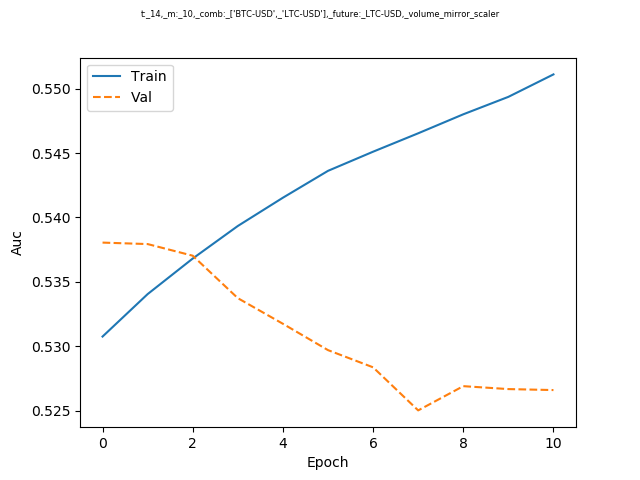 t:_14,_m:_10,_comb:_['BTC-USD',_'LTC-USD'],_future:_LTC-USD,_volume_mirror_scaler
Train
Val
0.550
0.545
0.540
0.535
0.530
0.525
Auc
0 2 4 6 8 10
Epoch